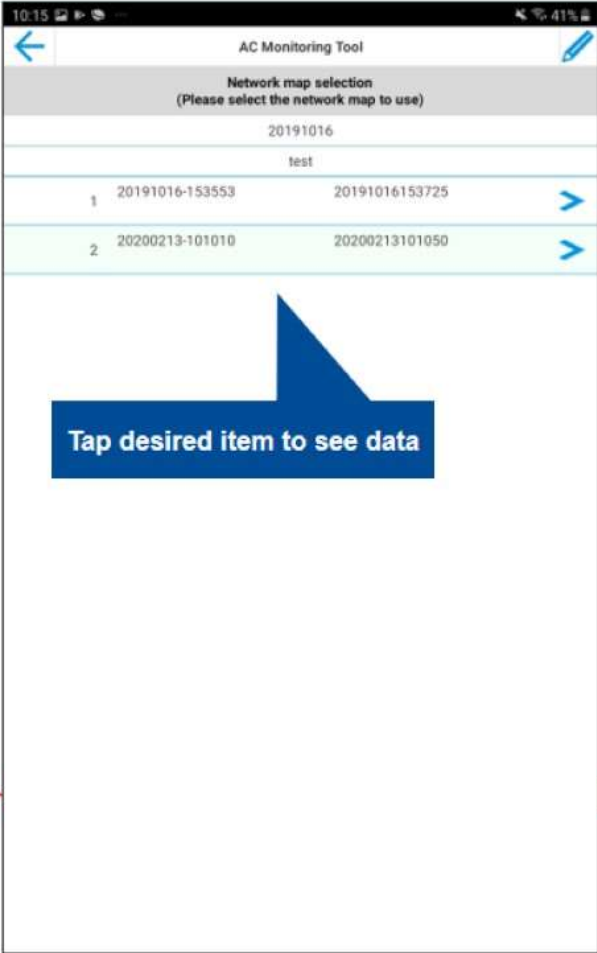 10:15
41%
AC Monitoring Tool
Network map selection
(Please select the network map to use)
20191016
test
1 20191016-153553 20191016153725
2 20200213-101010 20200213101050
Tap desired item to see data